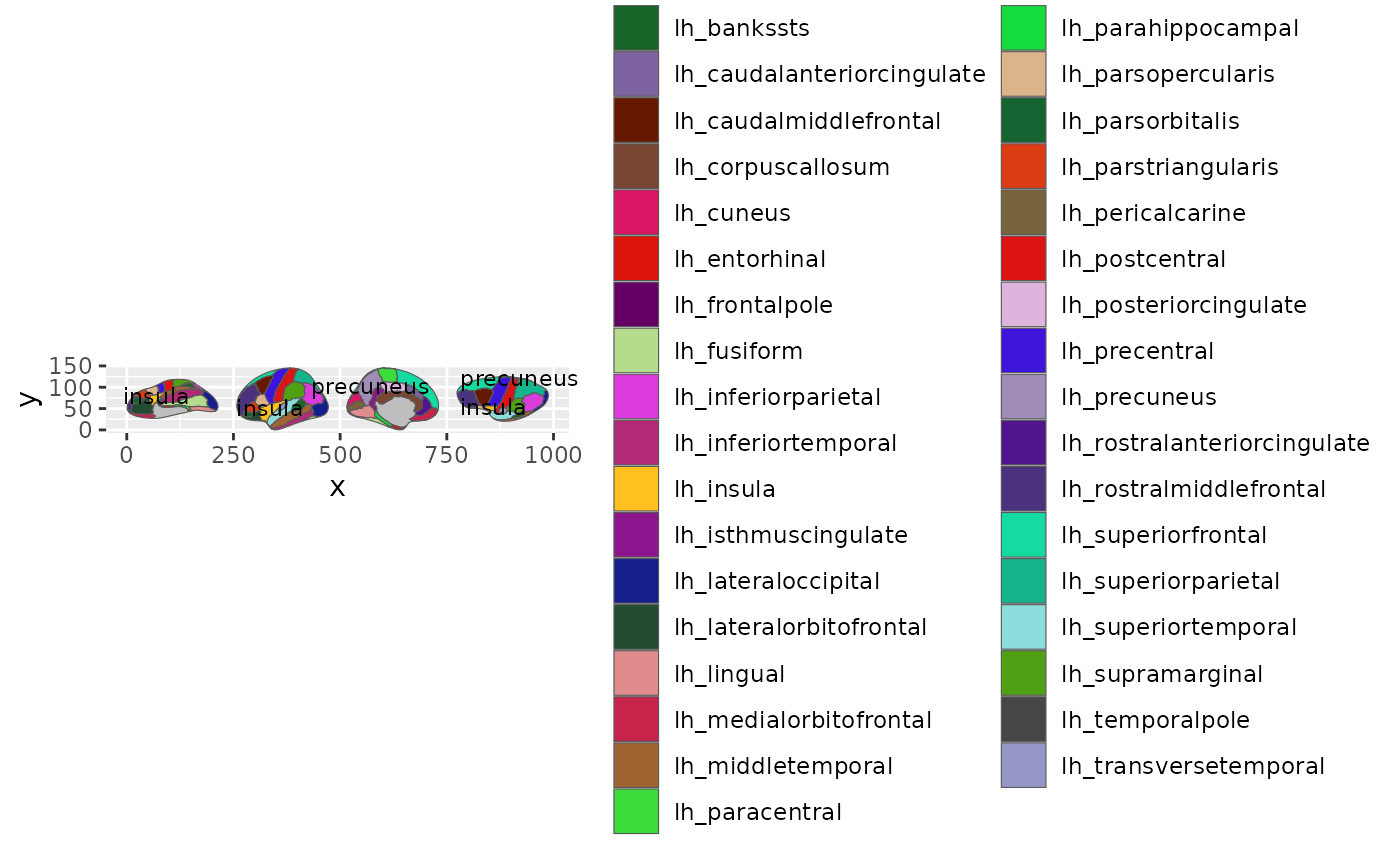 150
100
50
0
y
insula
insula
precuneus
precuneus
insula
0
250
500
750
1000
x
lh_bankssts
lh_caudalanteriorcingulate
lh_caudalmiddlefrontal
lh_corpuscallosum
lh_cuneus
lh_entorhinal
lh_frontalpole
lh_fusiform
lh_inferiorparietal
lh_inferiortemporal
lh_insula
lh_isthmuscingulate
lh_lateraloccipital
lh_lateralorbitofrontal
lh_lingual
lh_medialorbitofrontal
lh_middletemporal
lh_paracentral
lh_parahippocampal
lh_parsopercularis
lh_parsorbitalis
lh_parstriangularis
lh_pericalcarine
lh_postcentral
lh_posteriorcingulate
lh_precentral
lh_precuneus
lh_rostralanteriorcingulate
lh_rostralmiddlefrontal
lh_superiorfrontal
lh_superiorparietal
lh_superiortemporal
lh_supramarginal
lh_temporalpole
lh_transversetemporal